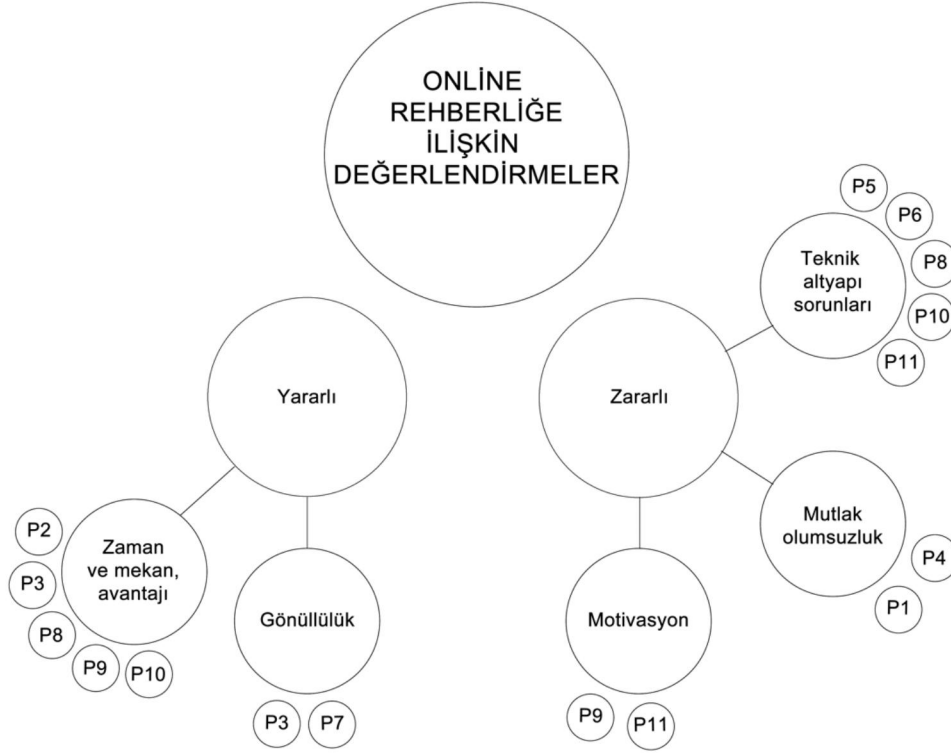 ONLİNE
REHBERLİĞE
İLİŞKİN
DEĞERLENDİRMELER
Yararlı
Zaman
ve mekan,
avantajı
P2
P3
P8
P9
P10
Gönüllülük
P3
P7
Zararlı
Teknik
altyapı
sorunları
P5
P6
P8
P10
P11
Mutlak
olumsuzluk
P4
P1
Motivasyon
P9
P11